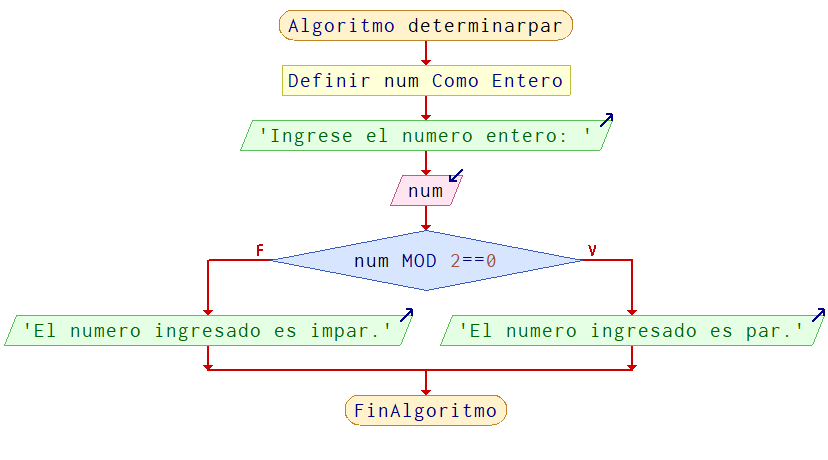 Algoritmo determinarpar
Definir num Como Entero
'Ingrese el numero entero: '
num
F
V
num MOD 2==0
'El numero ingresado es impar.'
'El numero ingresado es par.'
FinAlgoritmo